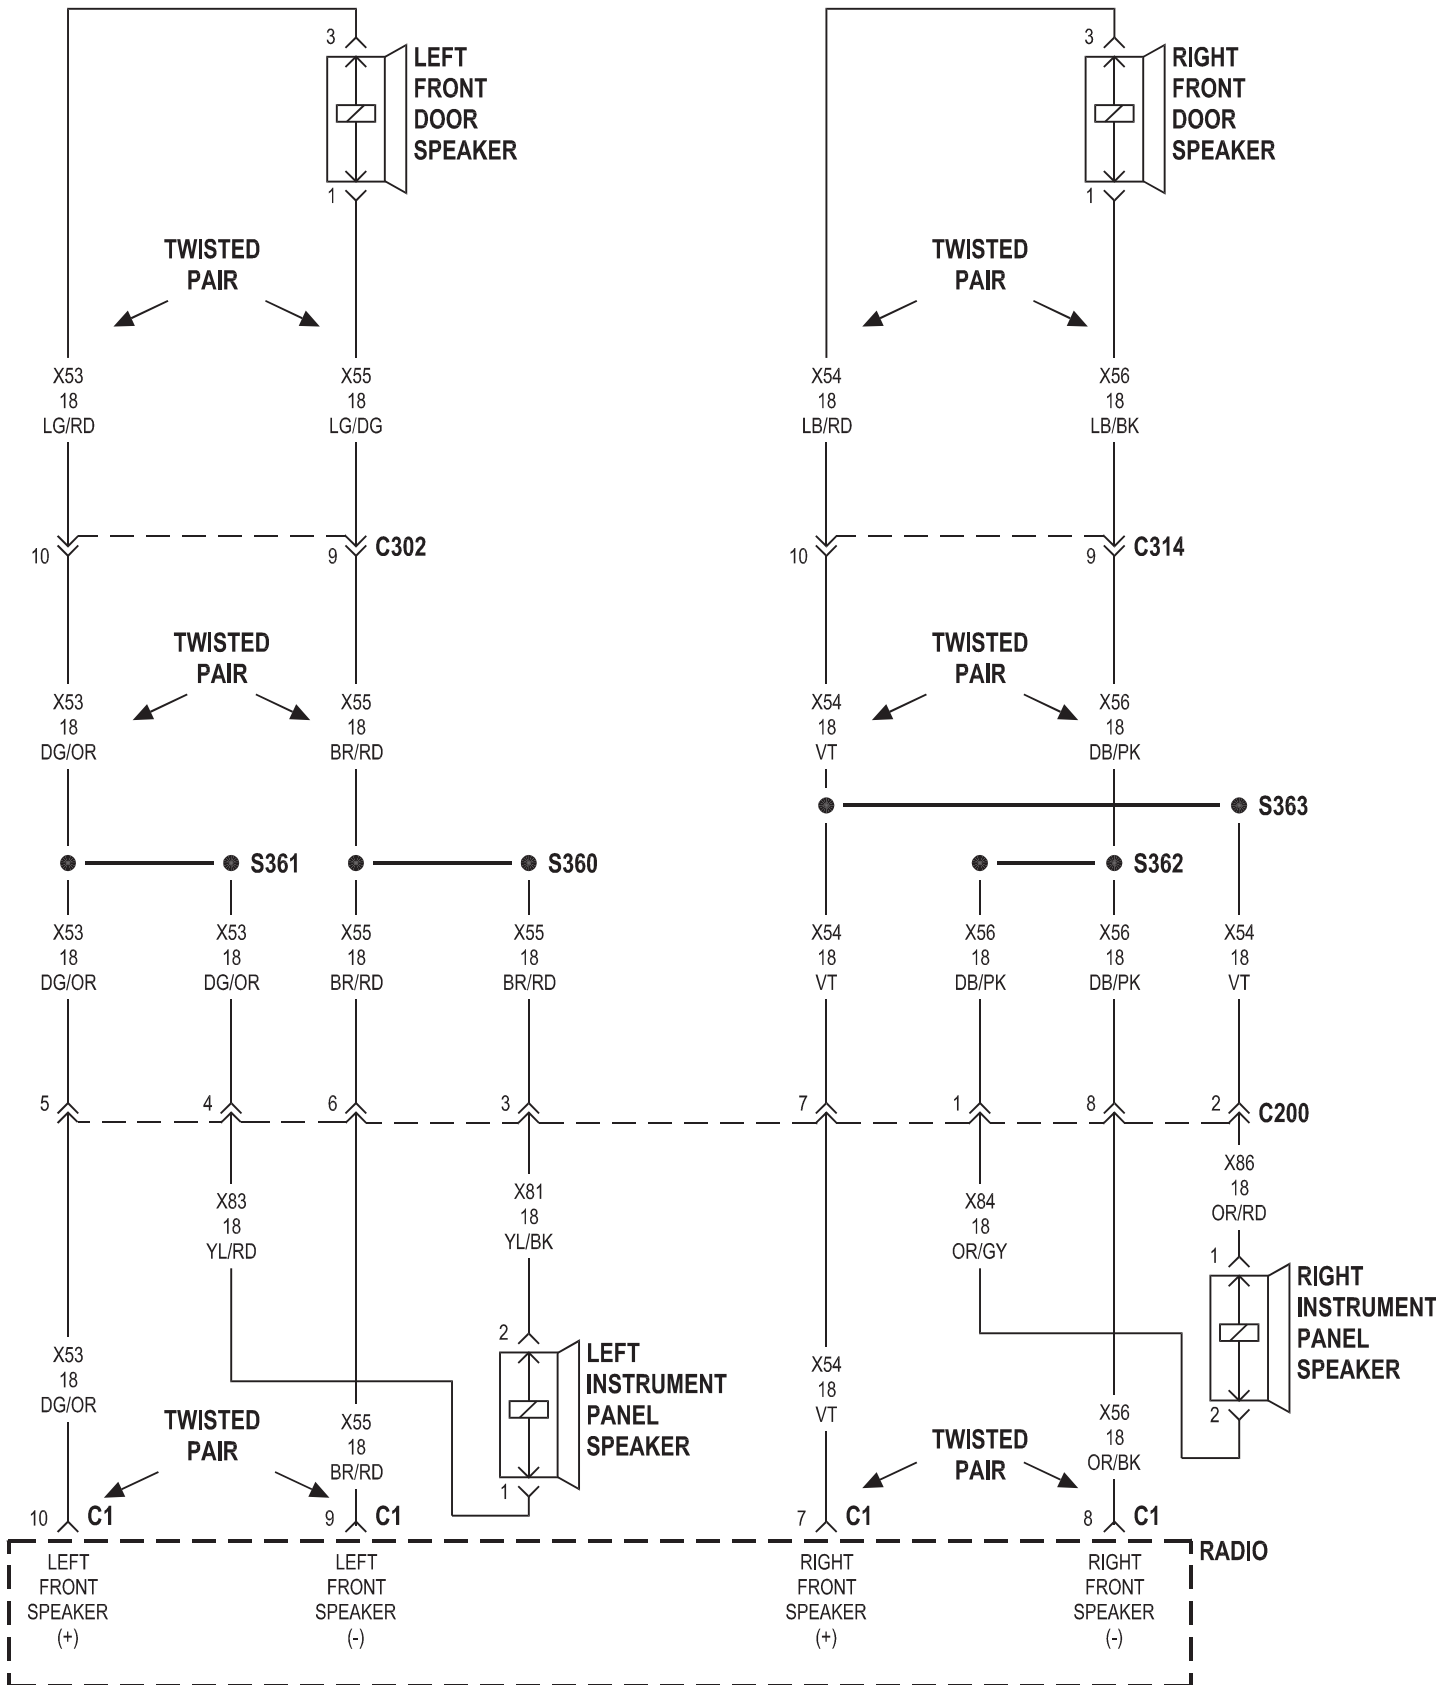 3
LEFT
FRONT
DOOR
SPEAKER
1
3
RIGHT
FRONT
DOOR
SPEAKER
1
TWISTED
PAIR
TWISTED
PAIR
X53
18
LG/RD
X55
18
LG/DG
X54
18
LB/RD
X56
18
LB/BK
10
9
C302
10
9
C314
TWISTED
PAIR
TWISTED
PAIR
X53
18
DG/OR
X55
18
BR/RD
X54
18
VT
X56
18
DB/PK
S363
S361
S360
S362
X53
18
DG/OR
X53
18
DG/OR
X55
18
BR/RD
X55
18
BR/RD
X54
18
VT
X56
18
DB/PK
X56
18
DB/PK
X54
18
VT
5
4
6
3
7
1
8
2
C200
X83
18
YL/RD
X81
18
YL/BK
X84
18
OR/GY
X86
18
OR/RD
1
RIGHT
INSTRUMENT
PANEL
SPEAKER
2
2
LEFT
INSTRUMENT
PANEL
SPEAKER
1
X53
18
DG/OR
X55
18
BR/RD
X54
18
VT
X56
18
OR/BK
TWISTED
PAIR
TWISTED
PAIR
10
C1
9
C1
7
C1
8
C1
RADIO
LEFT
FRONT
SPEAKER
(+)
LEFT
FRONT
SPEAKER
(-)
RIGHT
FRONT
SPEAKER
(+)
RIGHT
FRONT
SPEAKER
(-)